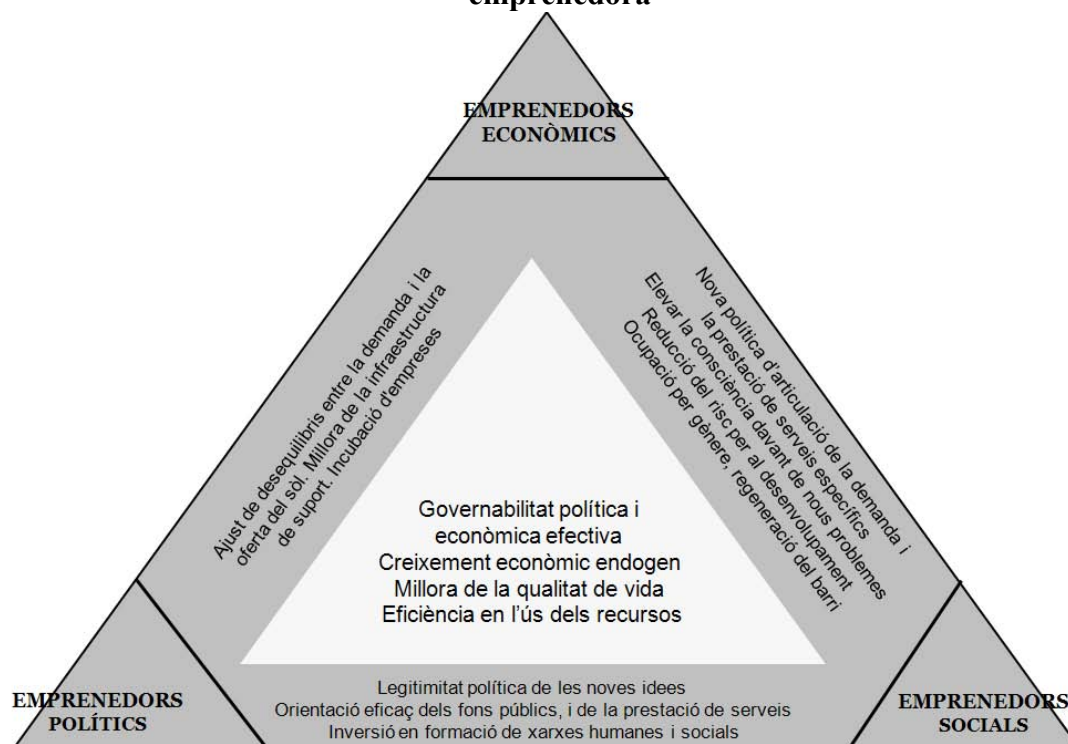 emprenedora
EMPRENEDORS
ECONÒMICS
Ajust de desequilibris entre la demanda i la
oferta del sòl. Millora de la infraestructura
de suport. Incubació d'empreses
Nova política d'articulació de la demanda i
la prestació de serveis específics
Elevar la consciència davant de nous problemes
Reducció del risc per al desenvolupament
Ocupació per gènere, regeneració del barri
Governabilitat política i
econòmica efectiva
Creixement econòmic endogen
Millora de la qualitat de vida
Eficiència en l'ús dels recursos
EMPRENEDORS
POLÍTICS
Legitimitat política de les noves idees
Orientació eficaç dels fons públics, i de la prestació de serveis
Inversió en formació de xarxes humanes i socials
EMPRENEDORS
SOCIALS